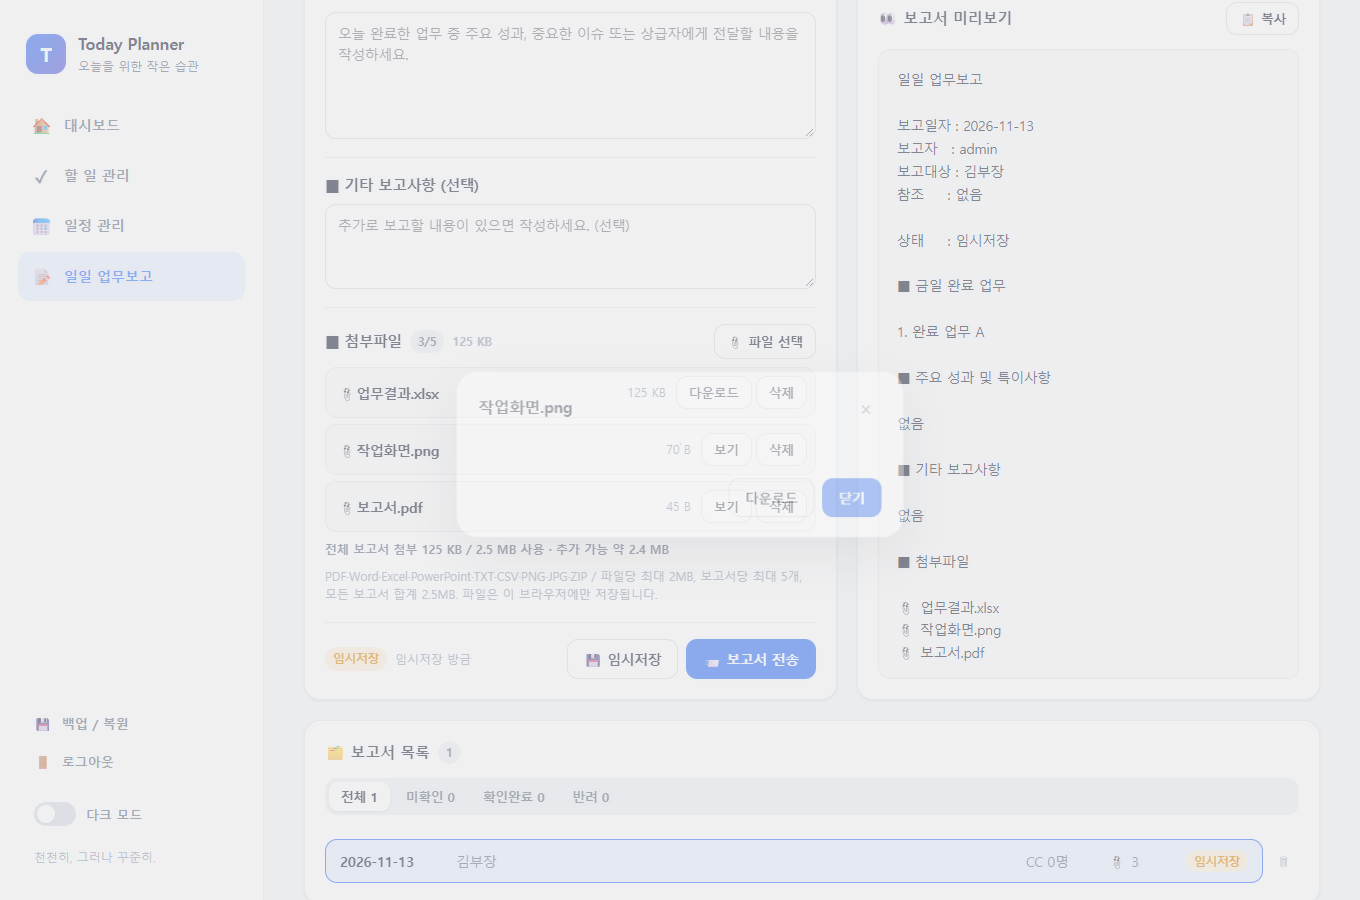 T
Today Planner
오늘을 위한 작은 습관
대시보드
할 일 관리
일정 관리
일일 업무보고
백업 / 복원
로그아웃
다크 모드
천천히, 그러나 꾸준히.
오늘 완료한 업무 중 주요 성과, 중요한 이슈 또는 상급자에게 전달할 내용을
작성하세요.
■ 기타 보고사항 (선택)
추가로 보고할 내용이 있으면 작성하세요. (선택)
■ 첨부파일 3/5 125 KB 파일 선택
업무결과.xlsx 125 KB 다운로드 삭제
작업화면.png 70 B 보기 삭제
보고서.pdf 45 B 보기 삭제
작업화면.png ×
다운로드 닫기
전체 보고서 첨부 125 KB / 2.5 MB 사용 · 추가 가능 약 2.4 MB
PDF·Word·Excel·PowerPoint·TXT·CSV·PNG·JPG·ZIP / 파일당 최대 2MB, 보고서당 최대 5개,
모든 보고서 합계 2.5MB. 파일은 이 브라우저에만 저장됩니다.
임시저장 임시저장 방금 임시저장 보고서 전송
보고서 미리보기 복사
일일 업무보고
보고일자 : 2026-11-13
보고자 : admin
보고대상 : 김부장
참조 : 없음
상태 : 임시저장
■ 금일 완료 업무
1. 완료 업무 A
■ 주요 성과 및 특이사항
없음
■ 기타 보고사항
없음
■ 첨부파일
업무결과.xlsx
작업화면.png
보고서.pdf
보고서 목록 1
전체 1 미확인 0 확인완료 0 반려 0
2026-11-13 김부장 CC 0명 3 임시저장